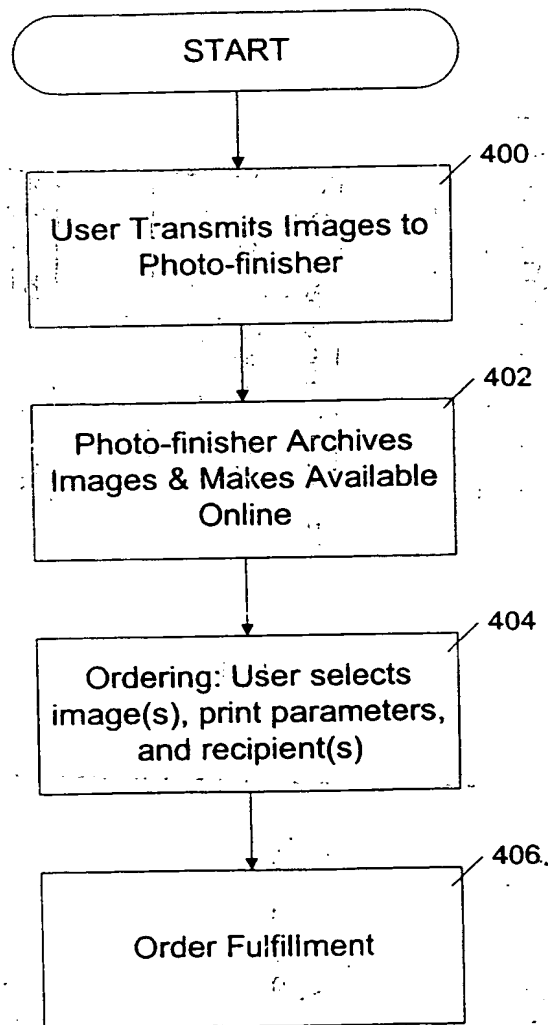 START
400
User Transmits Images to
Photo-finisher
402
Photo-finisher Archives
Images & Makes Available
Online
404
Ordering: User selects
image(s), print parameters,
and recipient(s)
406
Order Fulfillment